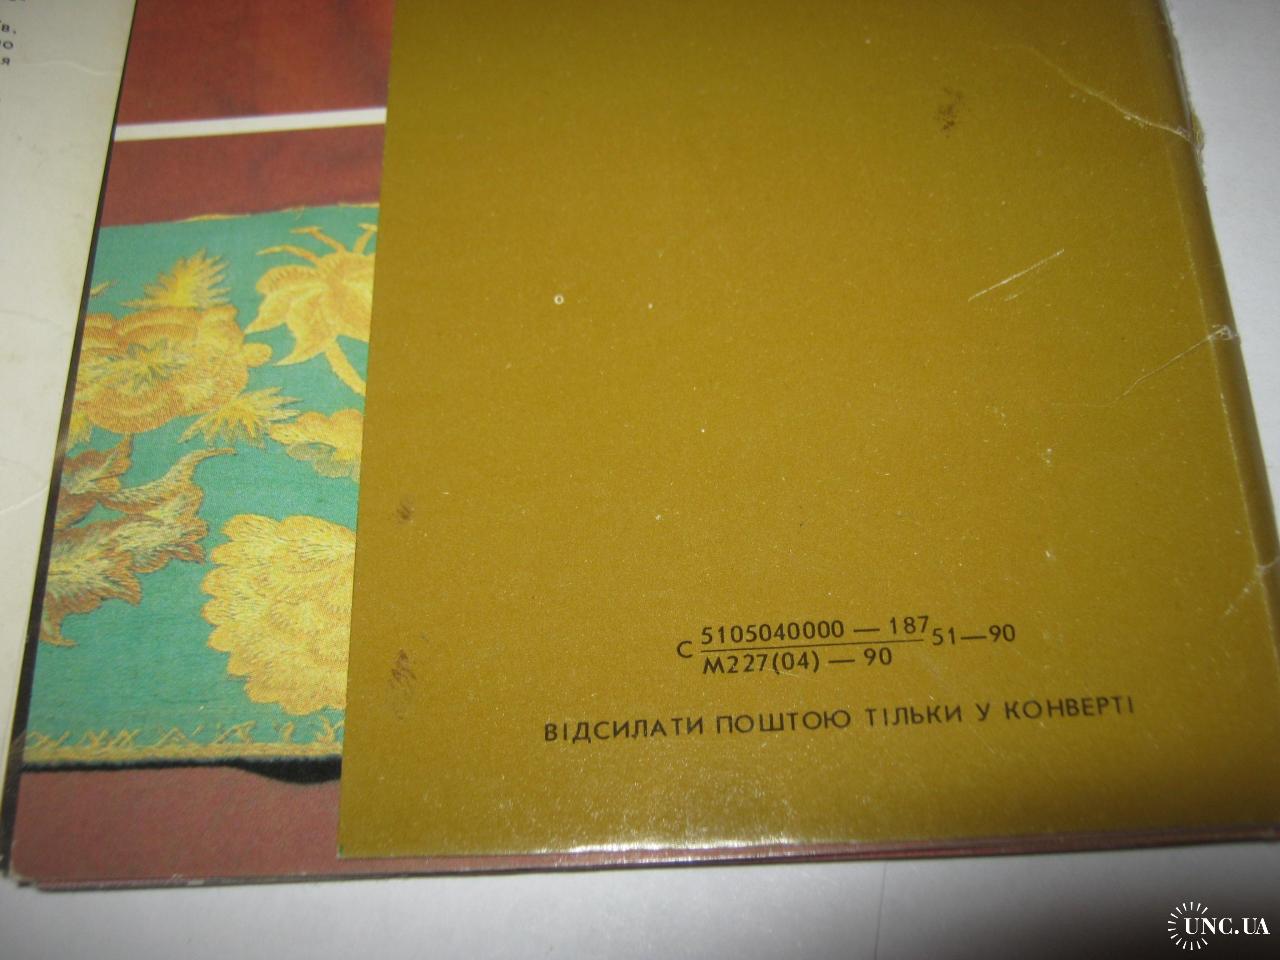 С 5105040000 — 187 51—90
М227(04) — 90
ВІДСИЛАТИ ПОШТОЮ ТІЛЬКИ У КОНВЕРТІ
UNC.UA